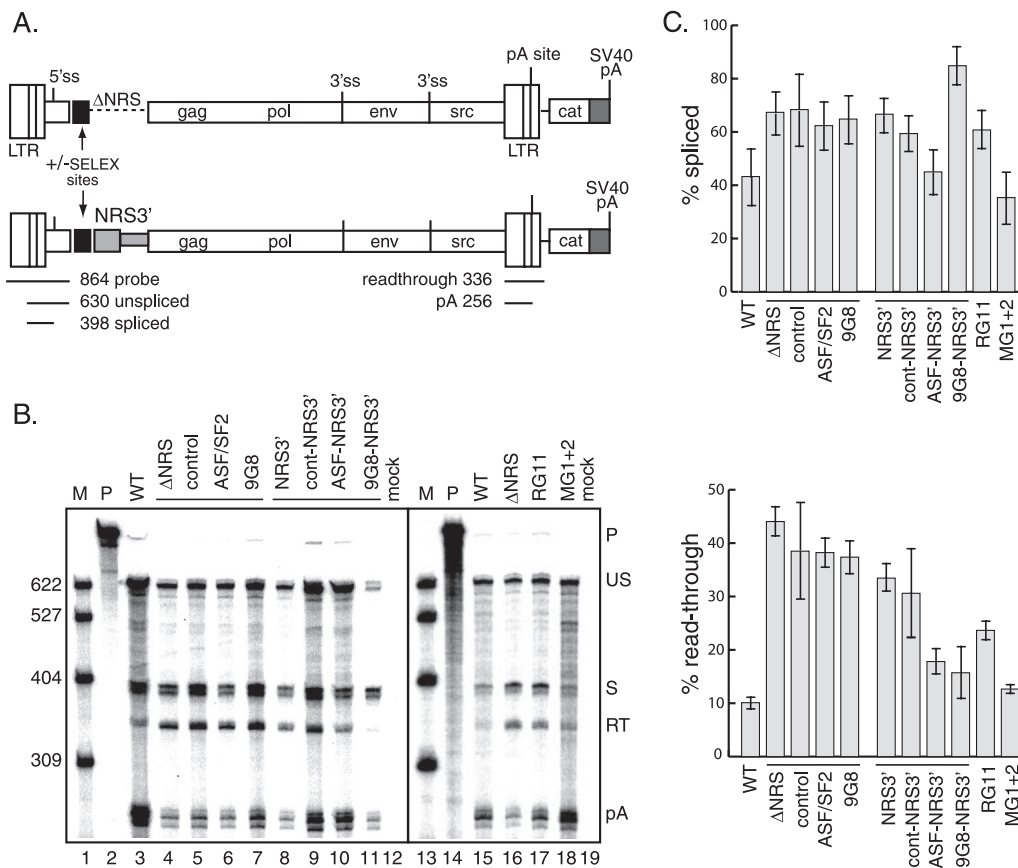 A.
pA site
SV40
pA
5'ss
ΔNRS
3'ss
3'ss
gag
pol
env
src
cat
LTR
LTR
+/-SELEX
sites
NRS3'
SV40
pA
gag
pol
env
src
cat
864 probe
readthrough 336
630 unspliced
pA 256
398 spliced
B.
M
P
WT
ΔNRS
control
ASF/SF2
9G8
NRS3'
cont-NRS3'
ASF-NRS3'
9G8-NRS3'
mock
M
P
WT
ΔNRS
RG11
MG1+2
mock
P
622
US
527
404
S
RT
309
pA
1 2 3 4 5 6 7 8 9 10 11 12 13 14 15 16 17 18 19
C.
% spliced
100
80
60
40
20
0
WT
ΔNRS
control
ASF/SF2
9G8
NRS3'
cont-NRS3'
ASF-NRS3'
9G8-NRS3'
RG11
MG1+2
% read-through
50
40
30
20
10
0
WT
ΔNRS
control
ASF/SF2
9G8
NRS3'
cont-NRS3'
ASF-NRS3'
9G8-NRS3'
RG11
MG1+2